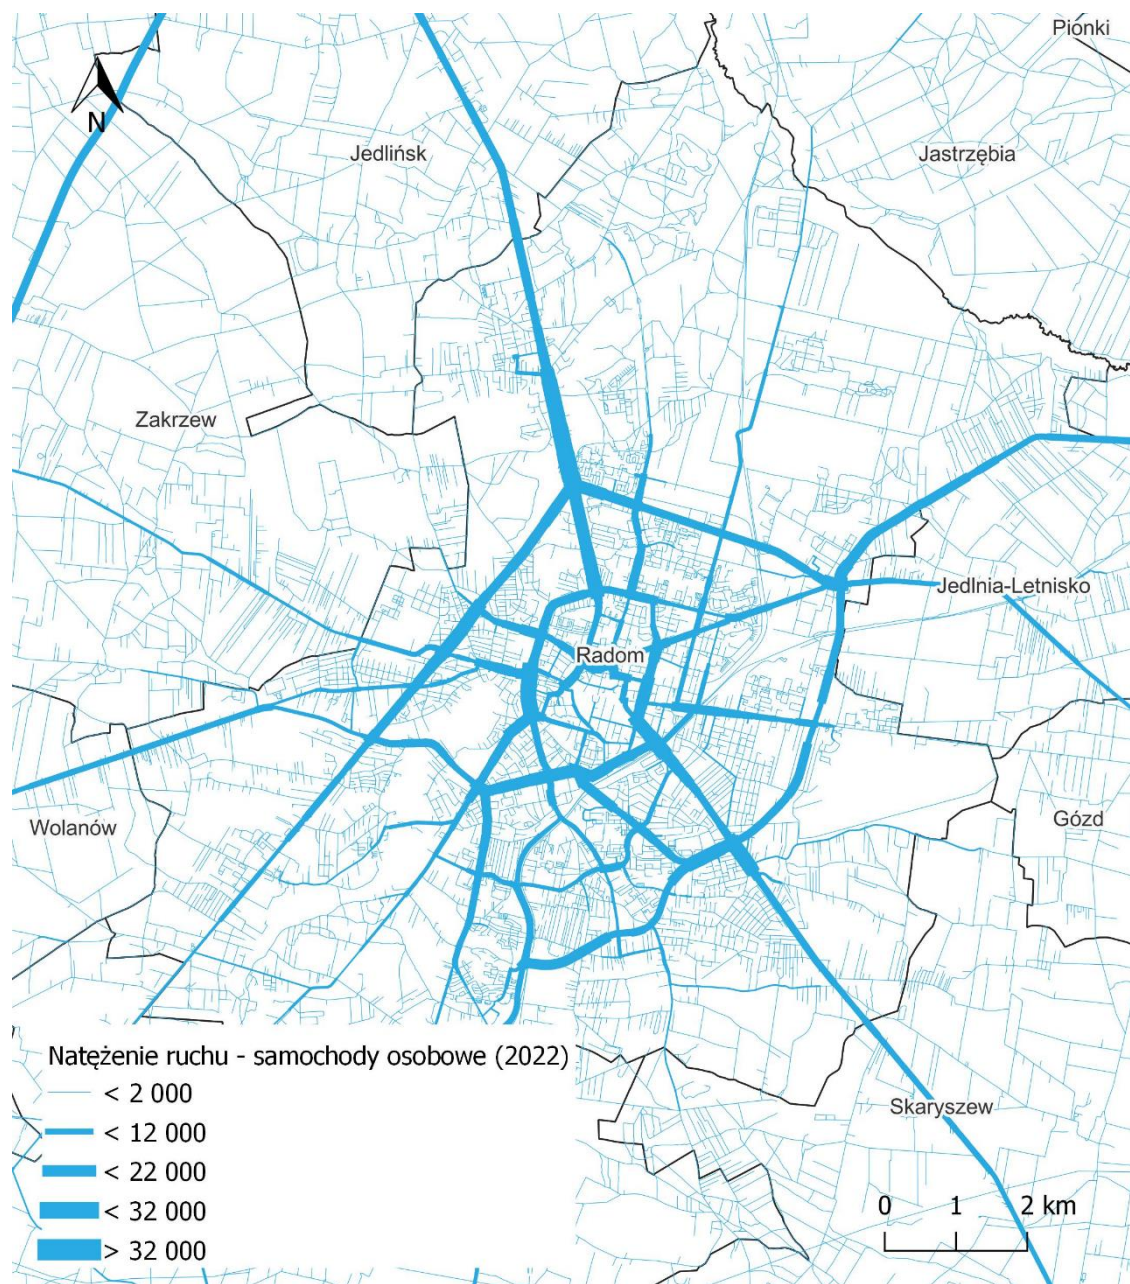 Pionki
N
Jedlińsk
Jastrzębia
Zakrzew
Jedlnia-Letnisko
Radom
Wolanów
Gózd
Natężenie ruchu - samochody osobowe (2022)
< 2 000
< 12 000
< 22 000
< 32 000
> 32 000
Skaryszew
0 1 2 km